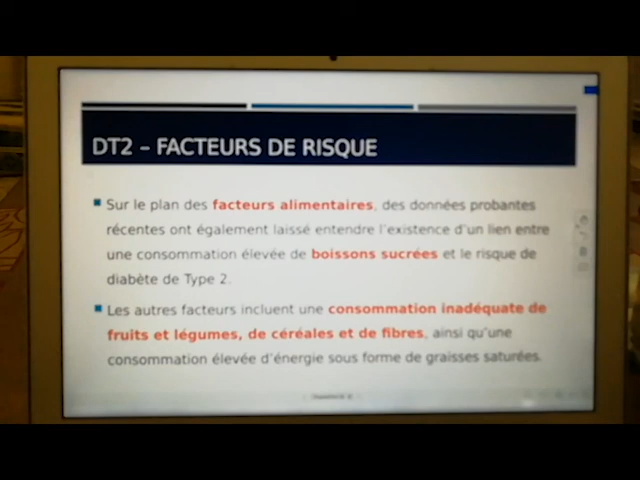 DT2 – FACTEURS DE RISQUE
Sur le plan des facteurs alimentaires, des données probantes
récentes ont également laissé entendre l'existence d'un lien entre
une consommation élevée de boissons sucrées et le risque de
diabète de Type 2.
Les autres facteurs incluent une consommation inadéquate de
fruits et légumes, de céréales et de fibres, ainsi qu'une
consommation élevée d'énergie sous forme de graisses saturées.